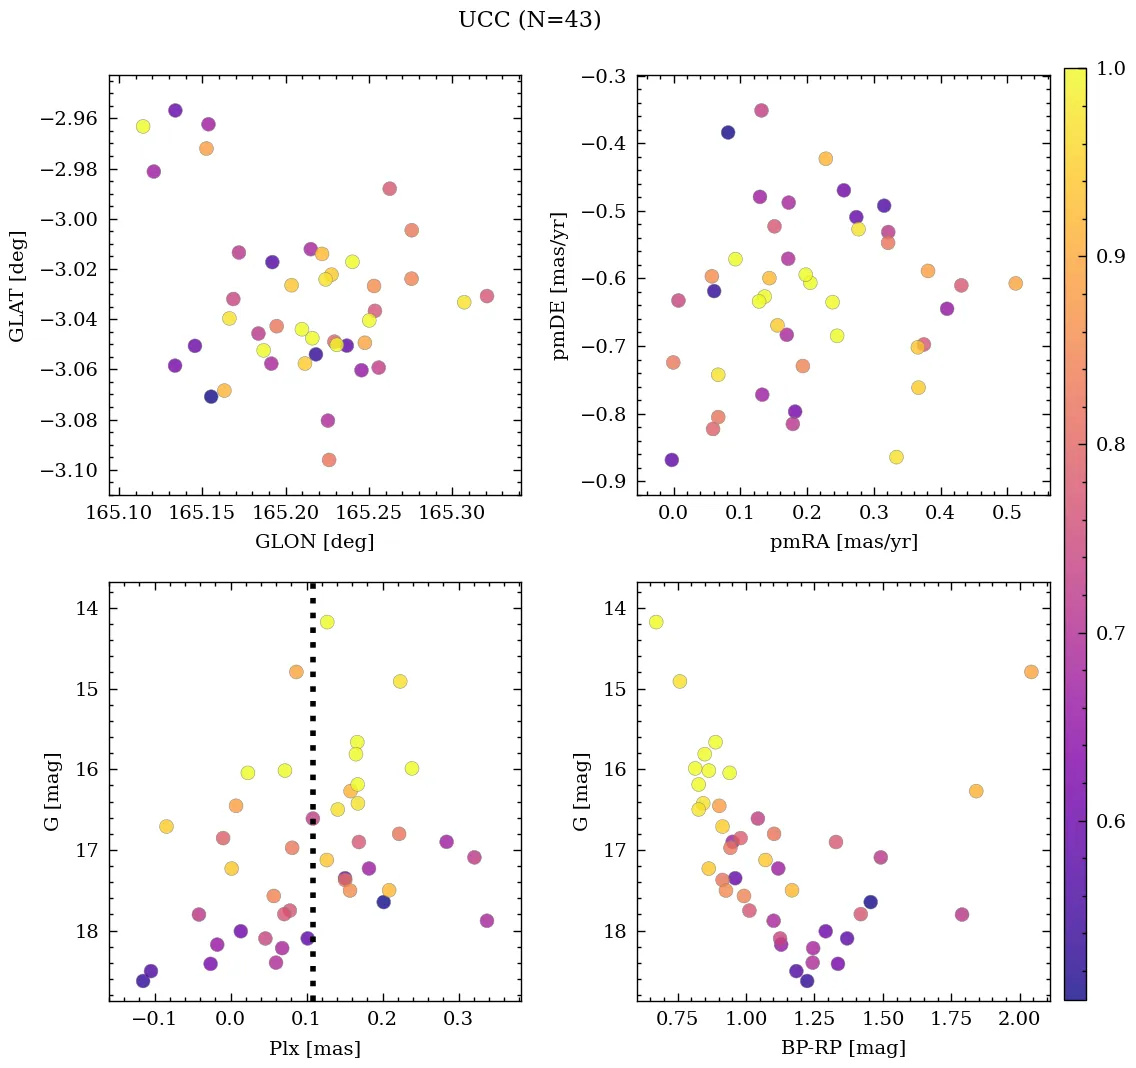 UCC (N=43)
−2.96
−2.98
−3.00
−3.02
−3.04
−3.06
−3.08
−3.10
GLAT [deg]
165.10 165.15 165.20 165.25 165.30
GLON [deg]
−0.3
−0.4
−0.5
−0.6
−0.7
−0.8
−0.9
pmDE [mas/yr]
0.0 0.1 0.2 0.3 0.4 0.5
pmRA [mas/yr]
14
15
16
17
18
G [mag]
−0.1 0.0 0.1 0.2 0.3
Plx [mas]
14
15
16
17
18
G [mag]
0.75 1.00 1.25 1.50 1.75 2.00
BP-RP [mag]
1.0
0.9
0.8
0.7
0.6